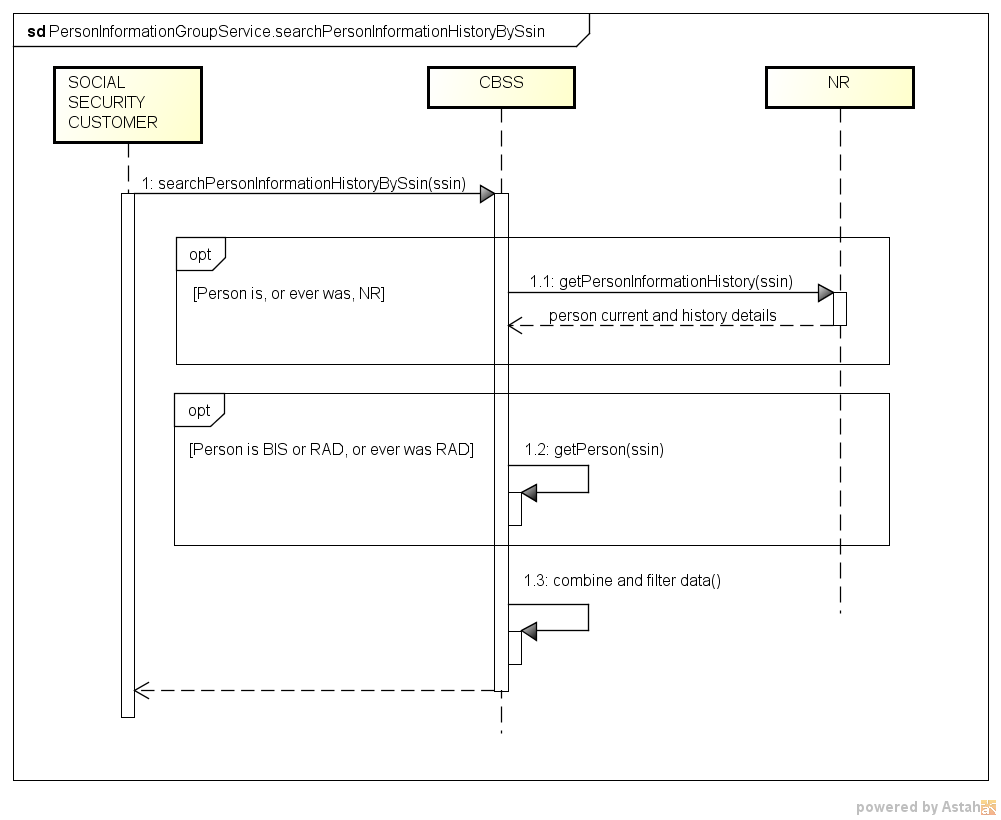 sd PersonInformationGroupService.searchPersonInformationHistoryBySsin
SOCIAL
SECURITY
CUSTOMER
CBSS
NR
1: searchPersonInformationHistoryBySsin(ssin)
opt
[Person is, or ever was, NR]
1.1: getPersonInformationHistory(ssin)
person current and history details
opt
[Person is BIS or RAD, or ever was RAD]
1.2: getPerson(ssin)
1.3: combine and filter data()
powered by Astah